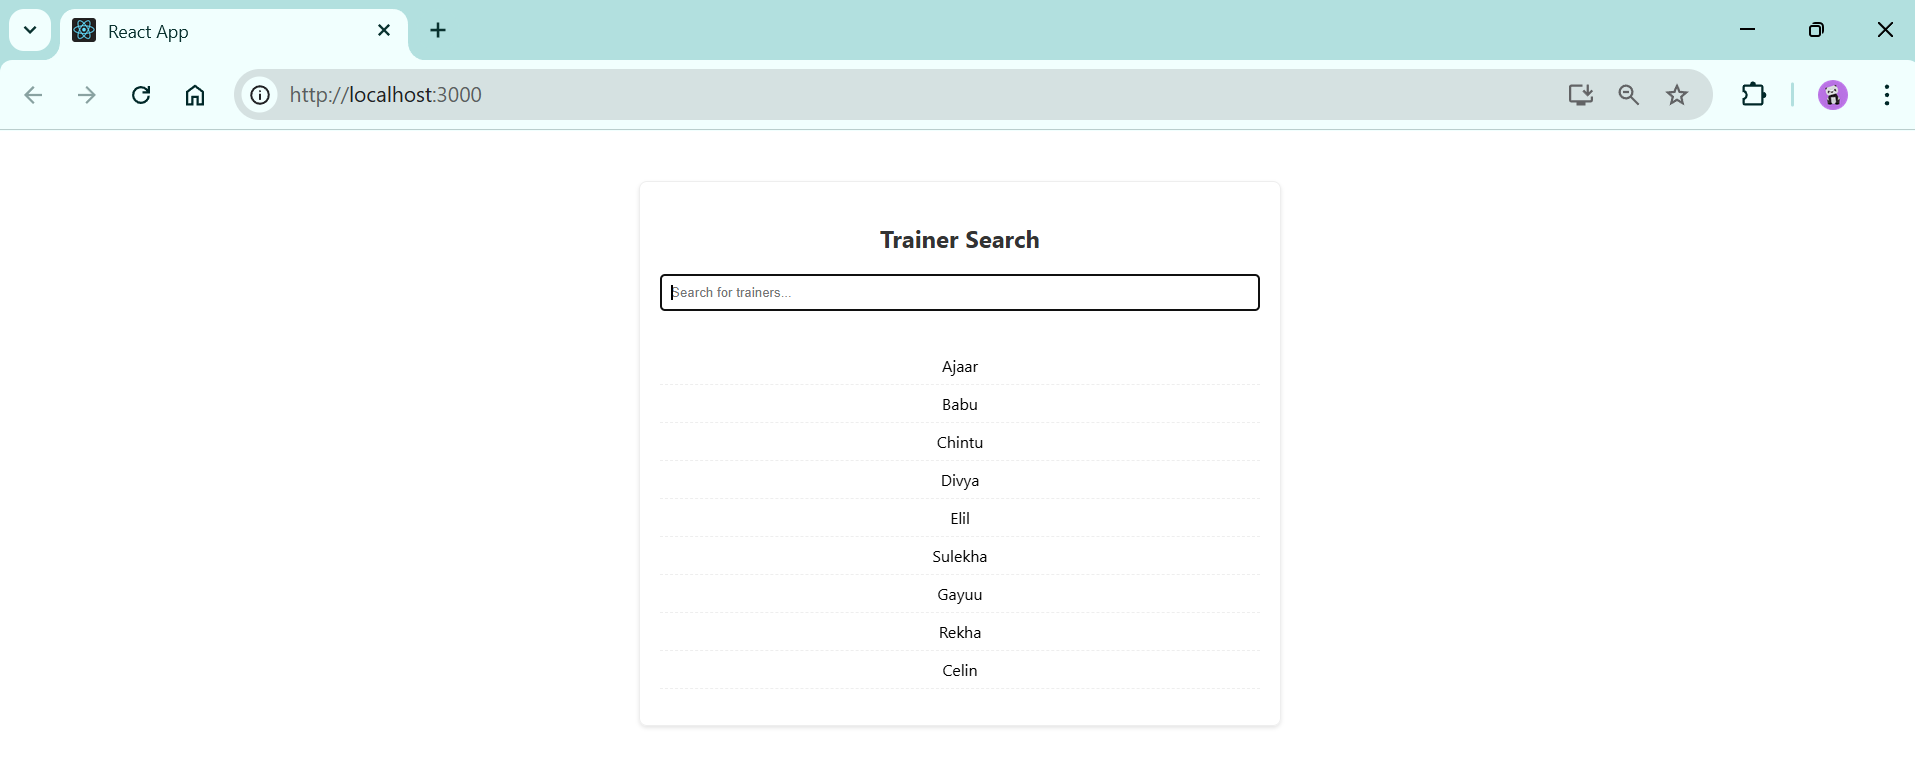 React App
http://localhost:3000
Trainer Search
Search for trainers...
Ajaar
Babu
Chintu
Divya
Elil
Sulekha
Gayuu
Rekha
Celin